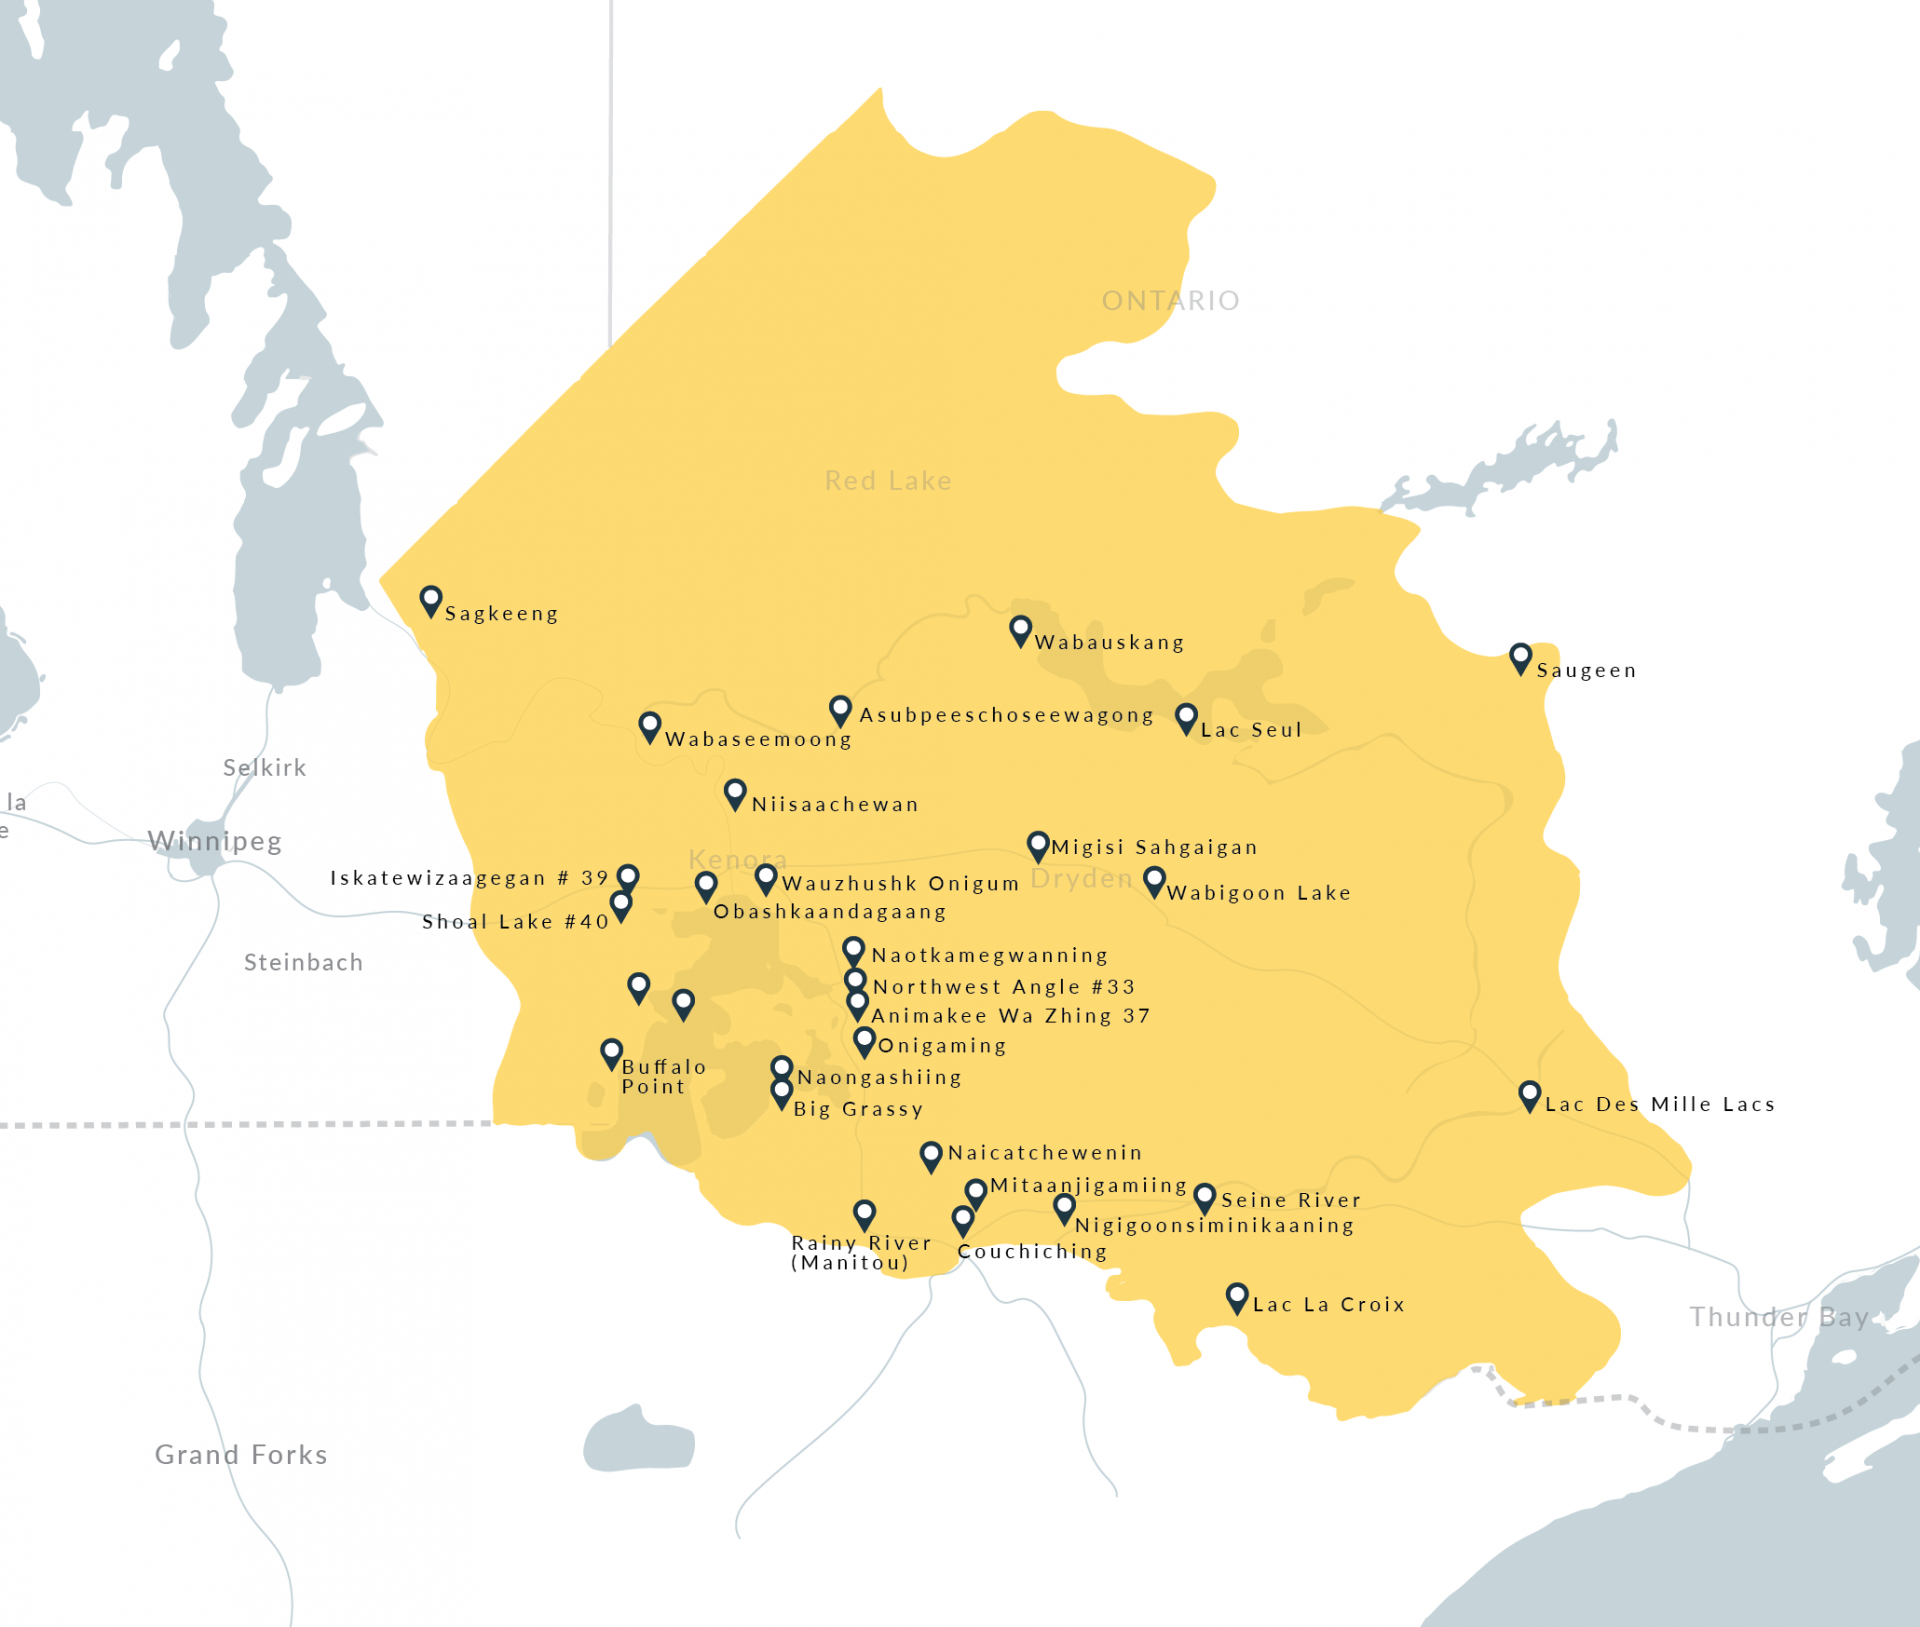 ONTARIO
Red Lake
Sagkeeng
Wabauskang
Saugeen
Asubpeeschoseewagong
Lac Seul
Wabaseemoong
Selkirk
la
e
Niisaachewan
Winnipeg
Migisi Sahgaigan
Kenora
Iskatewizaagegan # 39
Wauzhushk Onigum
Dryden
Wabigoon Lake
Obashkaandagaang
Shoal Lake #40
Naotkamegwanning
Steinbach
Northwest Angle #33
Animakee Wa Zhing 37
Onigaming
Buffalo
Point
Naongashiing
Big Grassy
Lac Des Mille Lacs
Naicatchewenin
Mitaanjigamiing
Seine River
Nigigoonsiminikaaning
Rainy River
(Manitou)
Couchiching
Lac La Croix
Thunder Bay
Grand Forks